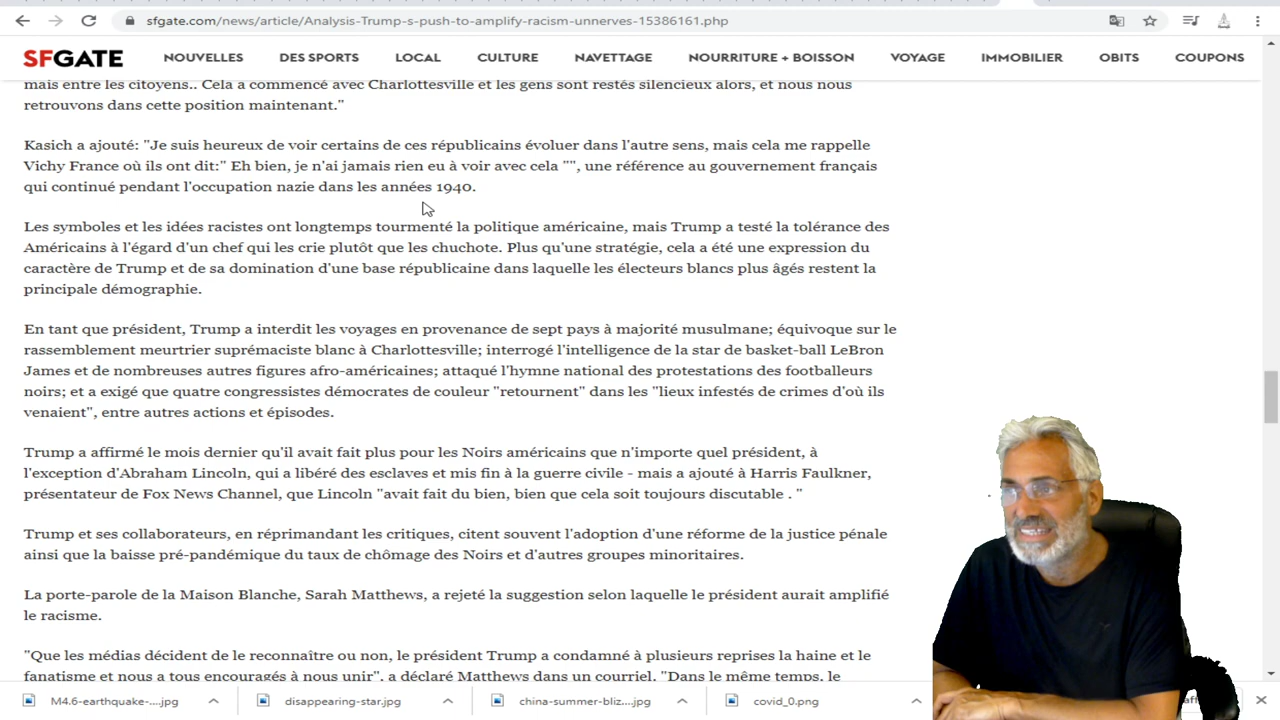 sfgate.com/news/article/Analysis-Trump-s-push-to-amplify-racism-unnerves-15386161.php
SFGATE NOUVELLES DES SPORTS LOCAL CULTURE NAVETTAGE NOURRITURE + BOISSON VOYAGE IMMOBILIER OBITS COUPONS
mais entre les citoyens.. Cela a commencé avec Charlottesville et les gens sont restés silencieux alors, et nous nous
retrouvons dans cette position maintenant."
Kasich a ajouté: "Je suis heureux de voir certains de ces républicains évoluer dans l'autre sens, mais cela me rappelle
Vichy France où ils ont dit:" Eh bien, je n'ai jamais rien eu à voir avec cela "", une référence au gouvernement français
qui continué pendant l'occupation nazie dans les années 1940.
Les symboles et les idées racistes ont longtemps tourmenté la politique américaine, mais Trump a testé la tolérance des
Américains à l'égard d'un chef qui les crie plutôt que les chuchote. Plus qu'une stratégie, cela a été une expression du
caractère de Trump et de sa domination d'une base républicaine dans laquelle les électeurs blancs plus âgés restent la
principale démographie.
En tant que président, Trump a interdit les voyages en provenance de sept pays à majorité musulmane; équivoque sur le
rassemblement meurtrier suprémaciste blanc à Charlottesville; interrogé l'intelligence de la star de basket-ball LeBron
James et de nombreuses autres figures afro-américaines; attaqué l'hymne national des protestations des footballeurs
noirs; et a exigé que quatre congressistes démocrates de couleur "retournent" dans les "lieux infestés de crimes d'où ils
venaient", entre autres actions et épisodes.
Trump a affirmé le mois dernier qu'il avait fait plus pour les Noirs américains que n'importe quel président, à
l'exception d'Abraham Lincoln, qui a libéré des esclaves et mis fin à la guerre civile - mais a ajouté à Harris Faulkner,
présentateur de Fox News Channel, que Lincoln "avait fait du bien, bien que cela soit toujours discutable . "
Trump et ses collaborateurs, en réprimandant les critiques, citent souvent l'adoption d'une réforme de la justice pénale
ainsi que la baisse pré-pandémique du taux de chômage des Noirs et d'autres groupes minoritaires.
La porte-parole de la Maison Blanche, Sarah Matthews, a rejeté la suggestion selon laquelle le président aurait amplifié
le racisme.
"Que les médias décident de le reconnaître ou non, le président Trump a condamné à plusieurs reprises la haine et le
fanatisme et nous a tous encouragés à nous unir", a déclaré Matthews dans un courriel. "Dans le même temps, le
M4.6-earthquake-....jpg disappearing-star.jpg china-summer-bliz....jpg covid_0.png